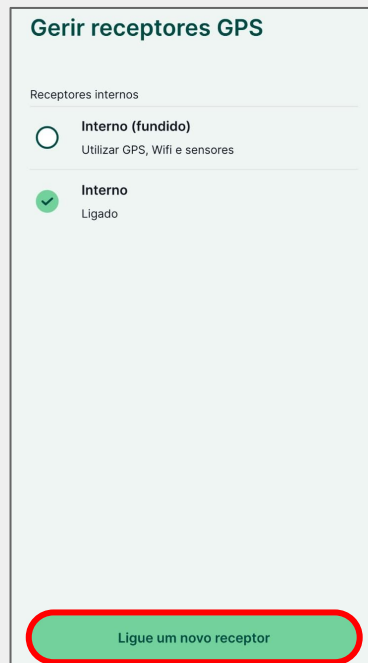 Gerir receptores GPS
Receptores internos
Interno (fundido)
Utilizar GPS, Wifi e sensores
Interno
Ligado
Ligue um novo receptor